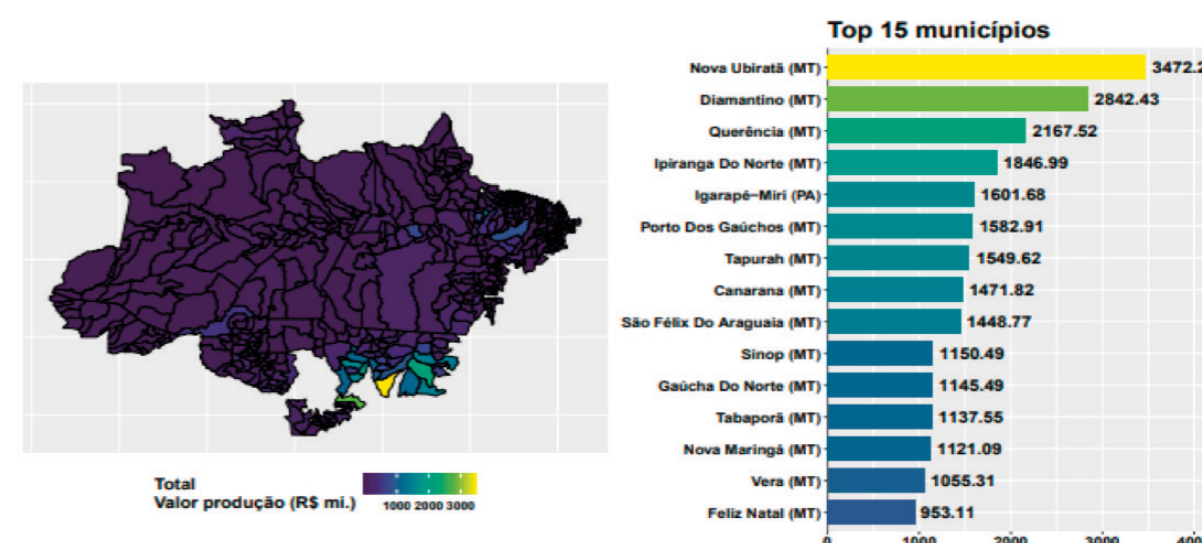 Top 15 municípios
Nova Ubiratã (MT) 3472.2
Diamantino (MT) 2842.43
Querência (MT) 2167.52
Ipiranga Do Norte (MT) 1846.99
Igarapé−Miri (PA) 1601.68
Porto Dos Gaúchos (MT) 1582.91
Tapurah (MT) 1549.62
Canarana (MT) 1471.82
São Félix Do Araguaia (MT) 1448.77
Sinop (MT) 1150.49
Gaúcha Do Norte (MT) 1145.49
Tabaporã (MT) 1137.55
Nova Maringá (MT) 1121.09
Vera (MT) 1055.31
Feliz Natal (MT) 953.11
0 1000 2000 3000 400
Total
Valor produção (R$ mi.) 1000 2000 3000